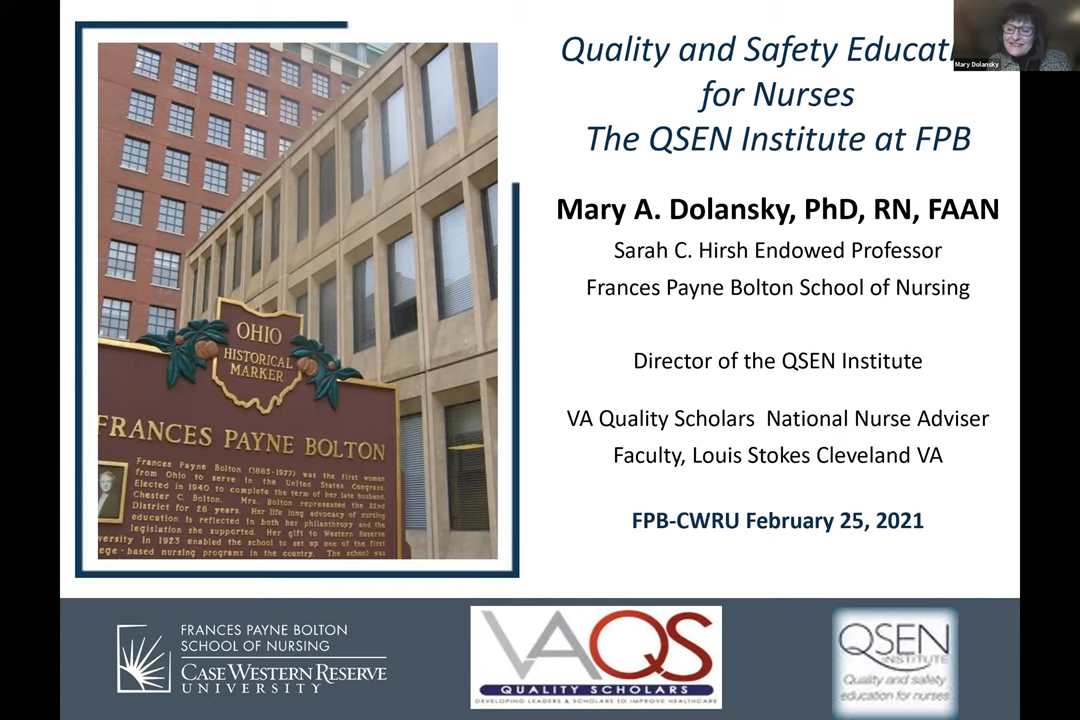 Quality and Safety Educati
for Nurses
The QSEN Institute at FPB
Mary Dolansky
Mary A. Dolansky, PhD, RN, FAAN
Sarah C. Hirsh Endowed Professor
Frances Payne Bolton School of Nursing
Director of the QSEN Institute
VA Quality Scholars National Nurse Adviser
Faculty, Louis Stokes Cleveland VA
FPB-CWRU February 25, 2021
OHIO
HISTORICAL
MARKER
FRANCES PAYNE BOLTON
Frances Payne Bolton (1885-1977) was the first woman
from Ohio to serve in the United States Congress.
Elected in 1940 to complete the term of her late husband,
Chester C. Bolton, Mrs. Bolton represented the 22nd
District for 28 years. Her life long advocacy of nursing
education is reflected in both her philanthropy and the
legislation she supported. Her gift to Western Reserve
versity in 1923 enabled the school to set up one of the first
ege-based nursing programs in the country. The school was
FRANCES PAYNE BOLTON
SCHOOL OF NURSING
CASE WESTERN RESERVE
UNIVERSITY
VAQS
QUALITY SCHOLARS
DEVELOPING LEADERS & SCHOLARS TO IMPROVE HEALTHCARE
QSEN
INSTITUTE
Quality and safety
education for nurses